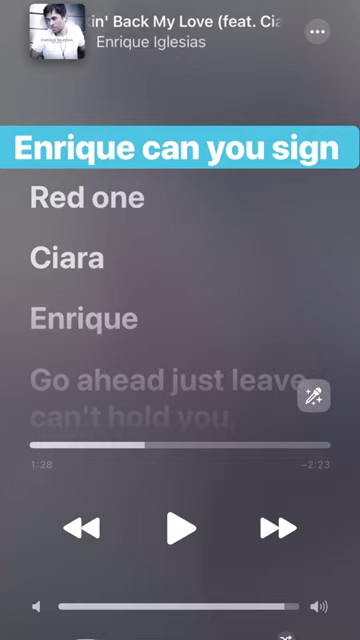 kin' Back My Love (feat. Cia
Enrique Iglesias
Enrique can you sign
Red one
Ciara
Enrique
Go ahead just leave
can't hold you,
1:28
-2:23